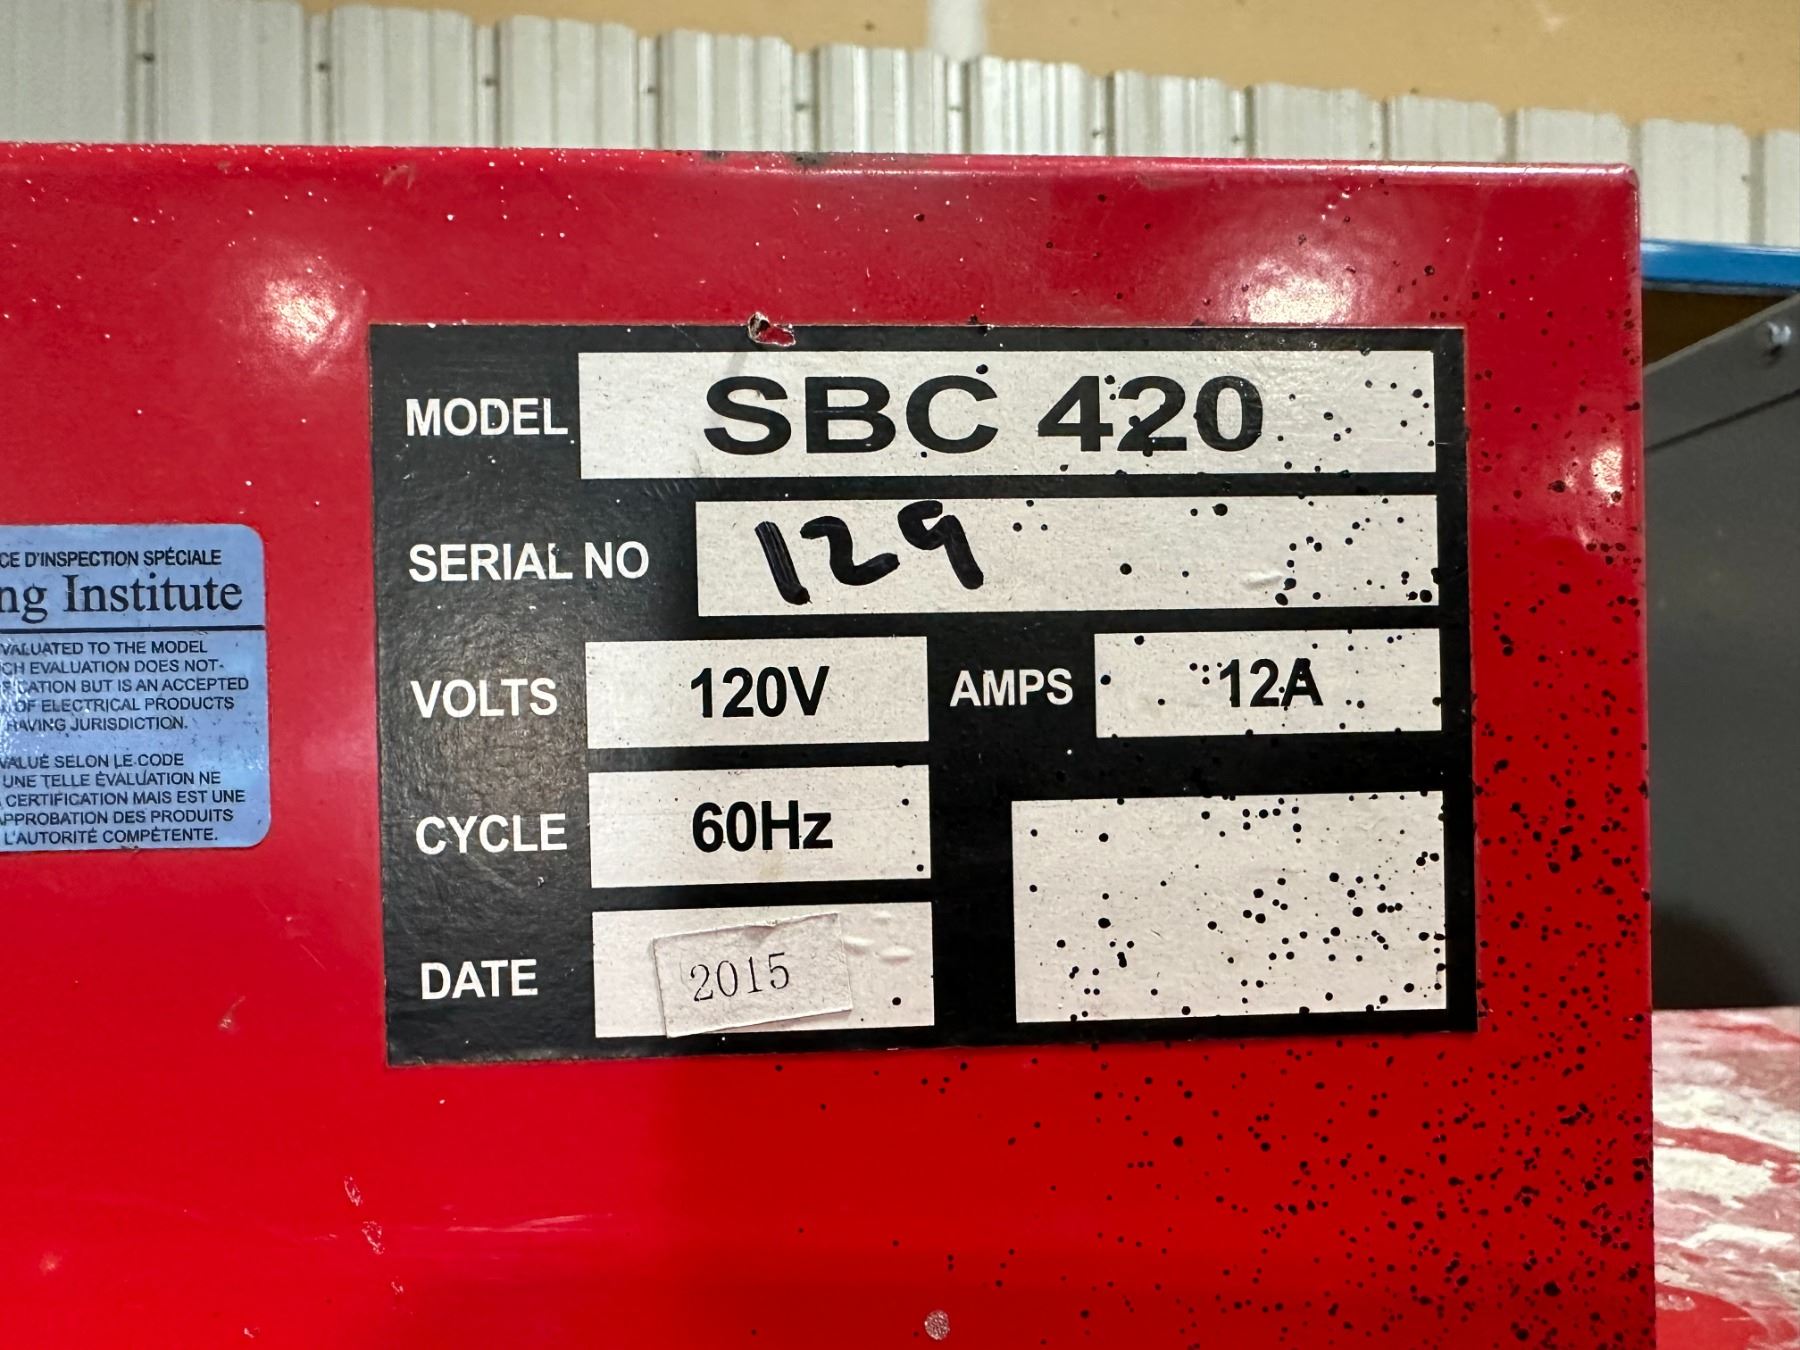 MODEL SBC 420
SERIAL NO 129
VOLTS 120V AMPS 12A
CYCLE 60Hz
DATE 2015
CE D'INSPECTION SPÉCIALE
ng Institute
VALUATED TO THE MODEL
CH EVALUATION DOES NOT
CATION BUT IS AN ACCEPTED
OF ELECTRICAL PRODUCTS
HAVING JURISDICTION.
VALUÉ SELON LE CODE
UNE TELLE ÉVALUATION NE
CERTIFICATION MAIS EST UNE
APPROBATION DES PRODUITS
L'AUTORITÉ COMPÉTENTE.